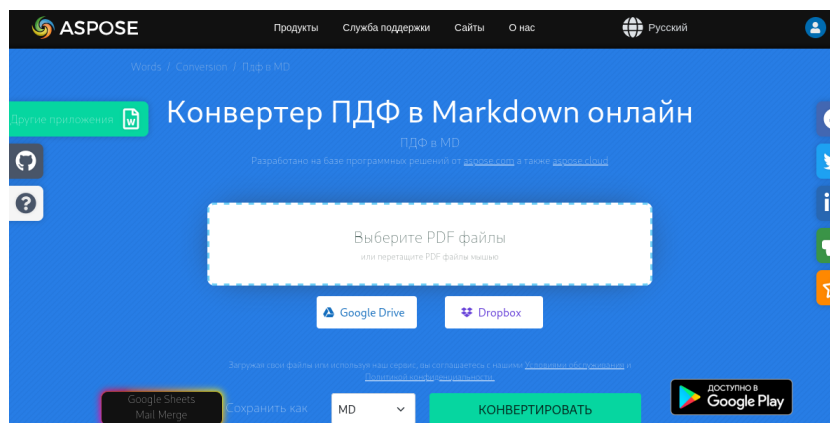 ASPOSE
Продукты Служба поддержки Сайты О нас Русский
Words / Conversion / Пдф в MD
Другие приложения
Конвертер ПДФ в Markdown онлайн
ПДФ в MD
Разработано на базе программных решений от aspose.com а также aspose.cloud
Выберите PDF файлы
или перетащите PDF файлы мышью
Google Drive Dropbox
Загружая свои файлы или используя наш сервис, вы соглашаетесь с нашими Условиями обслуживания и
Политикой конфиденциальности.
Google Sheets
Mail Merge
Сохранить как MD КОНВЕРТИРОВАТЬ
ДОСТУПНО В
Google Play